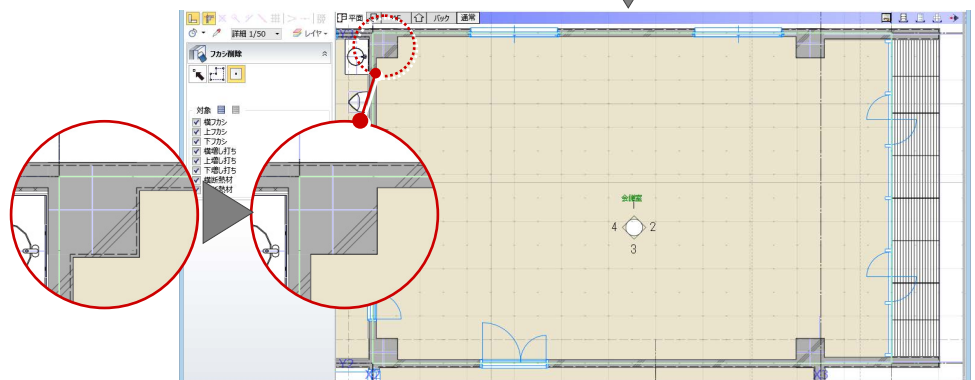 平面
バック
通常
詳細 1/50
レイヤ
フカシ削除
対象
横フカシ
上フカシ
下フカシ
横増し打ち
上増し打ち
下増し打ち
横断熱材
会議室
4
2
3
Y2
X3